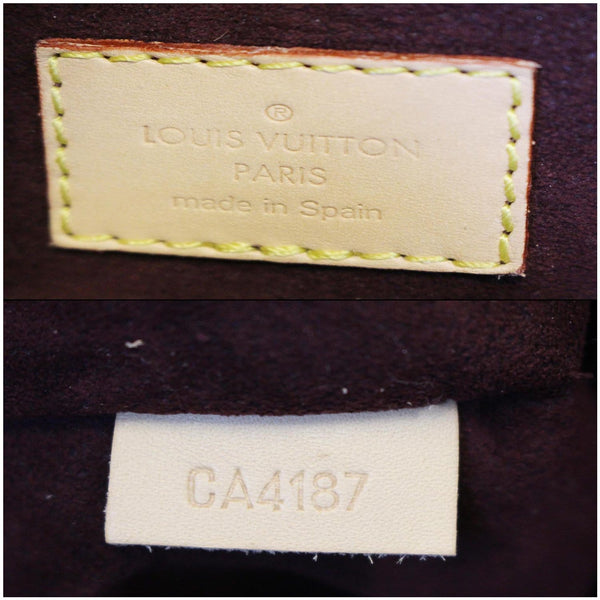 ®
LOUIS VUITTON
PARIS
made in Spain
CA4187